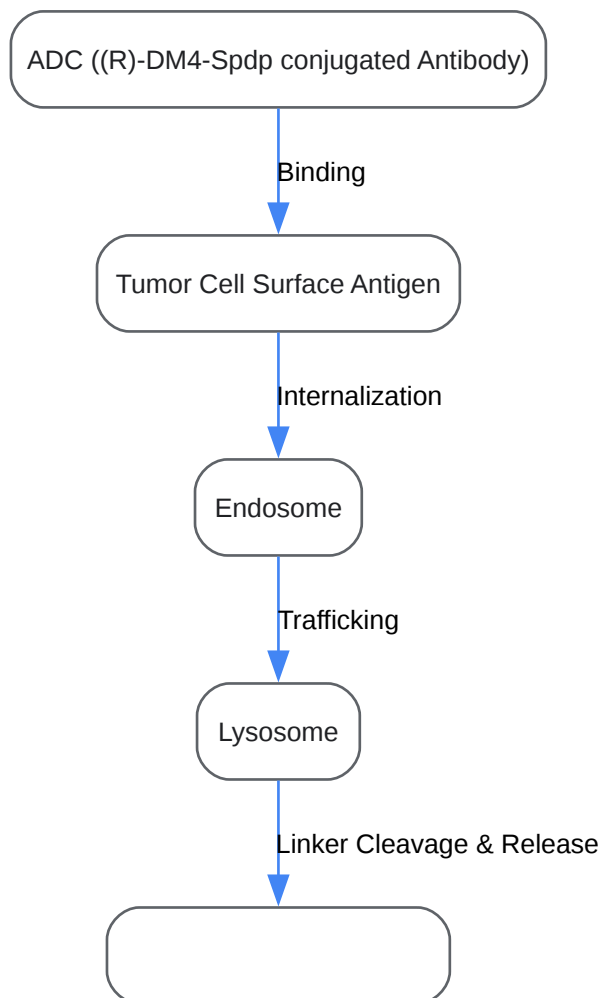 ADC ((R)-DM4-Spdp conjugated Antibody)
Binding
Tumor Cell Surface Antigen
Internalization
Endosome
Trafficking
Lysosome
Linker Cleavage & Release